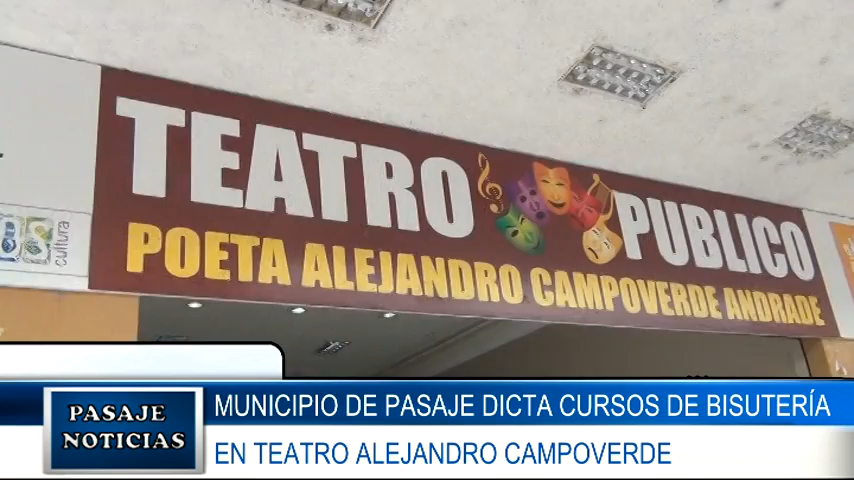 TEATRO PUBLICO
POETA ALEJANDRO CAMPOVERDE ANDRADE
cultura
PASAJE
NOTICIAS
MUNICIPIO DE PASAJE DICTA CURSOS DE BISUTERÍA
EN TEATRO ALEJANDRO CAMPOVERDE